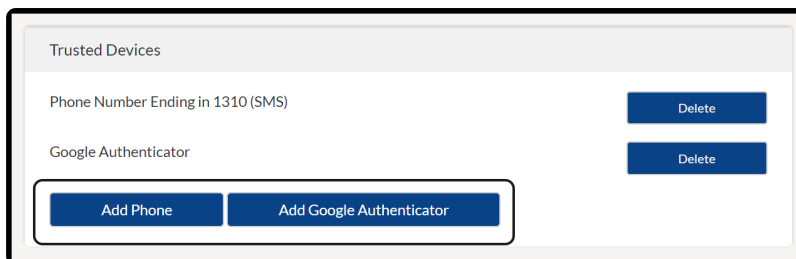 Trusted Devices
Phone Number Ending in 1310 (SMS)
Delete
Google Authenticator
Delete
Add Phone
Add Google Authenticator